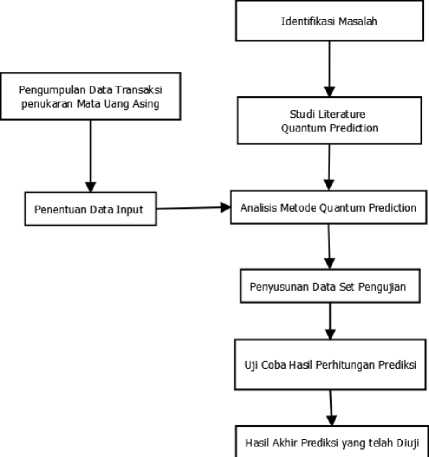 Identifikasi Masalah
Pengumpulan Data Transaksi
penukaran Mata Uang Asing
Studi Literature
Quantum Prediction
Penentuan Data Input
Analisis Metode Quantum Prediction
Penyusunan Data Set Pengujian
Uji Coba Hasil Perhitungan Prediksi
Hasil Akhir Prediksi yang telah Diuji